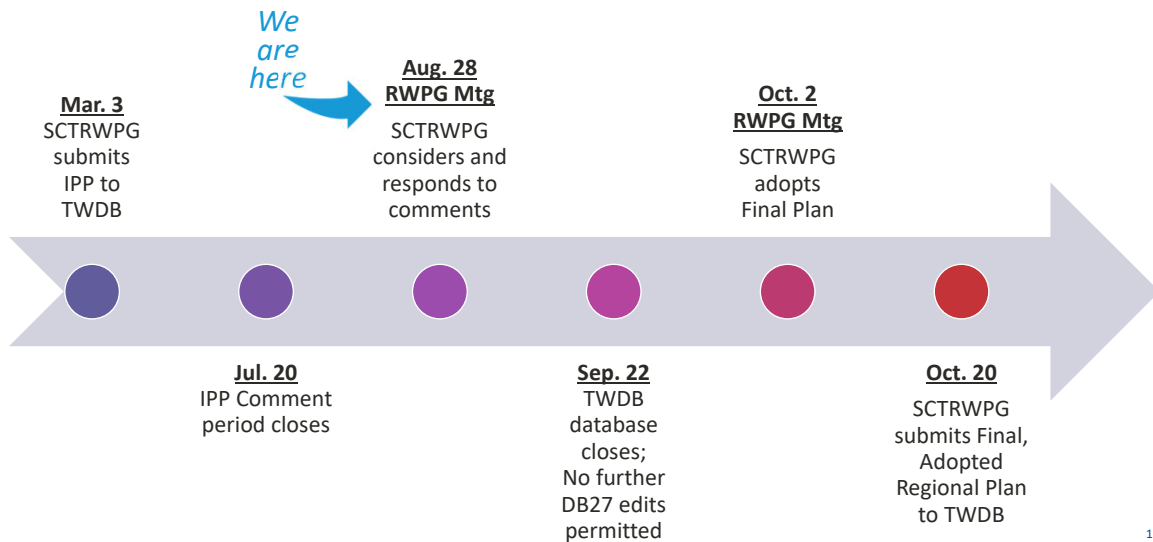 We
are
here
Mar. 3
SCTRWPG
submits
IPP to
TWDB
Aug. 28
RWPG Mtg
SCTRWPG
considers and
responds to
comments
Oct. 2
RWPG Mtg
SCTRWPG
adopts
Final Plan
Jul. 20
IPP Comment
period closes
Sep. 22
TWDB
database
closes;
No further
DB27 edits
permitted
Oct. 20
SCTRWPG
submits Final,
Adopted
Regional Plan
to TWDB
1